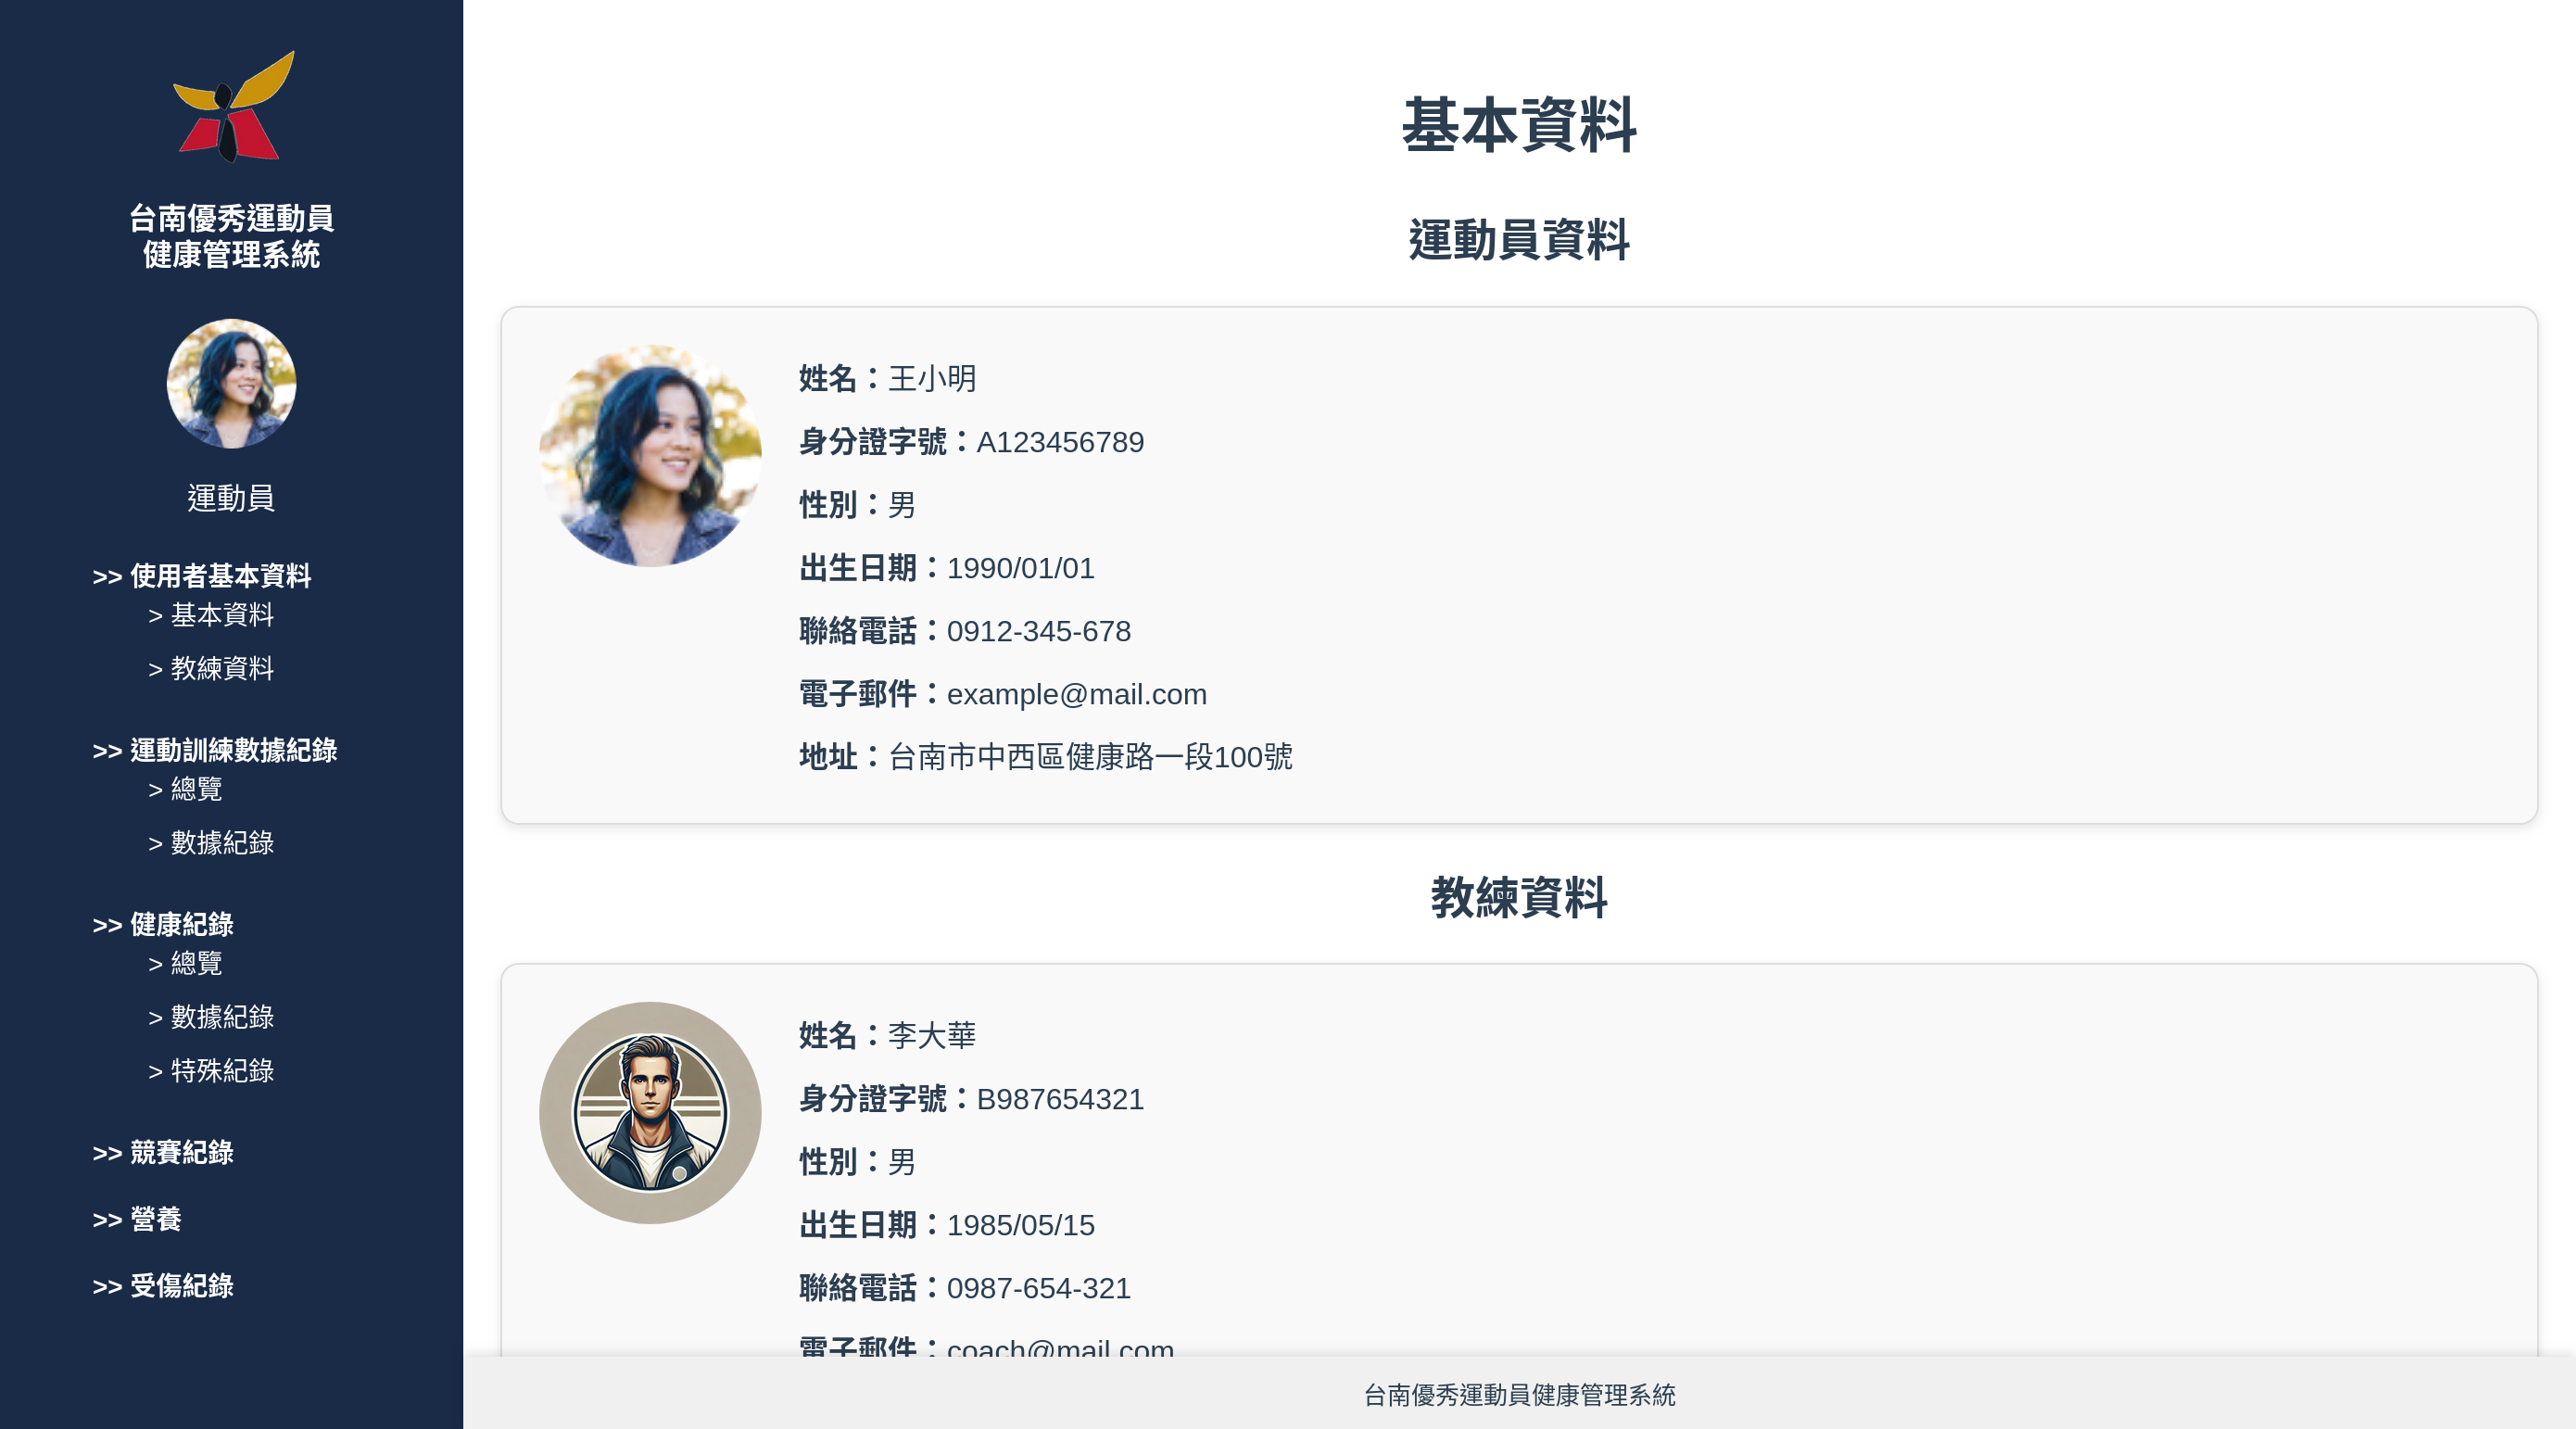 台南優秀運動員
健康管理系統
運動員
>> 使用者基本資料
> 基本資料
> 教練資料
>> 運動訓練數據紀錄
> 總覽
> 數據紀錄
>> 健康紀錄
> 總覽
> 數據紀錄
> 特殊紀錄
>> 競賽紀錄
>> 營養
>> 受傷紀錄
基本資料
運動員資料
姓名：王小明
身分證字號：A123456789
性別：男
出生日期：1990/01/01
聯絡電話：0912-345-678
電子郵件：example@mail.com
地址：台南市中西區健康路一段100號
教練資料
姓名：李大華
身分證字號：B987654321
性別：男
出生日期：1985/05/15
聯絡電話：0987-654-321
電子郵件：coach@mail.com
台南優秀運動員健康管理系統